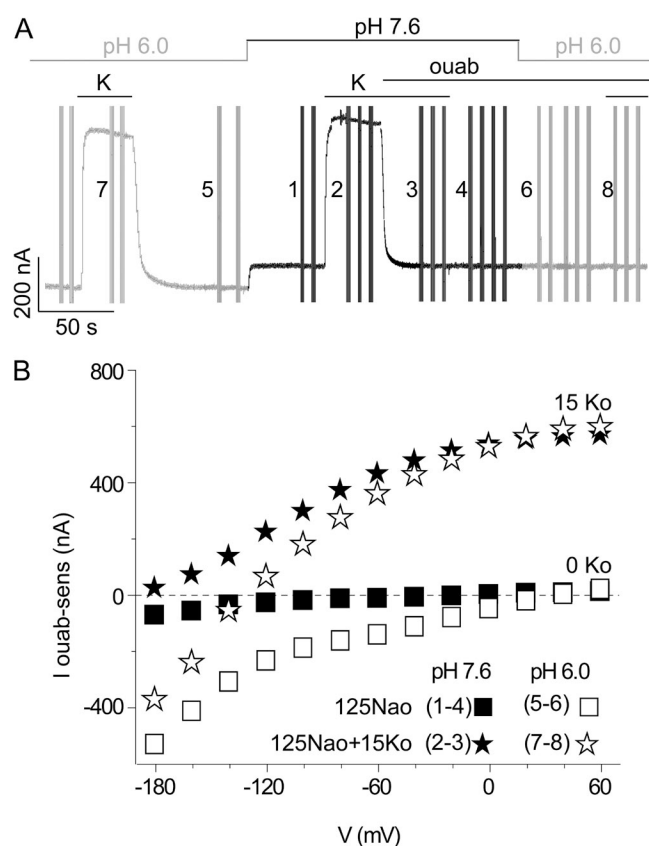 A
pH 6.0
pH 7.6
pH 6.0
ouab
K
K
7
5
1
2
3
4
6
8
200 nA
50 s
B
800
400
0
-400
I ouab-sens (nA)
15 Ko
0 Ko
pH 7.6
pH 6.0
125Nao (1-4) (5-6)
125Nao+15Ko (2-3) (7-8)
-180
-120
-60
0
60
V (mV)